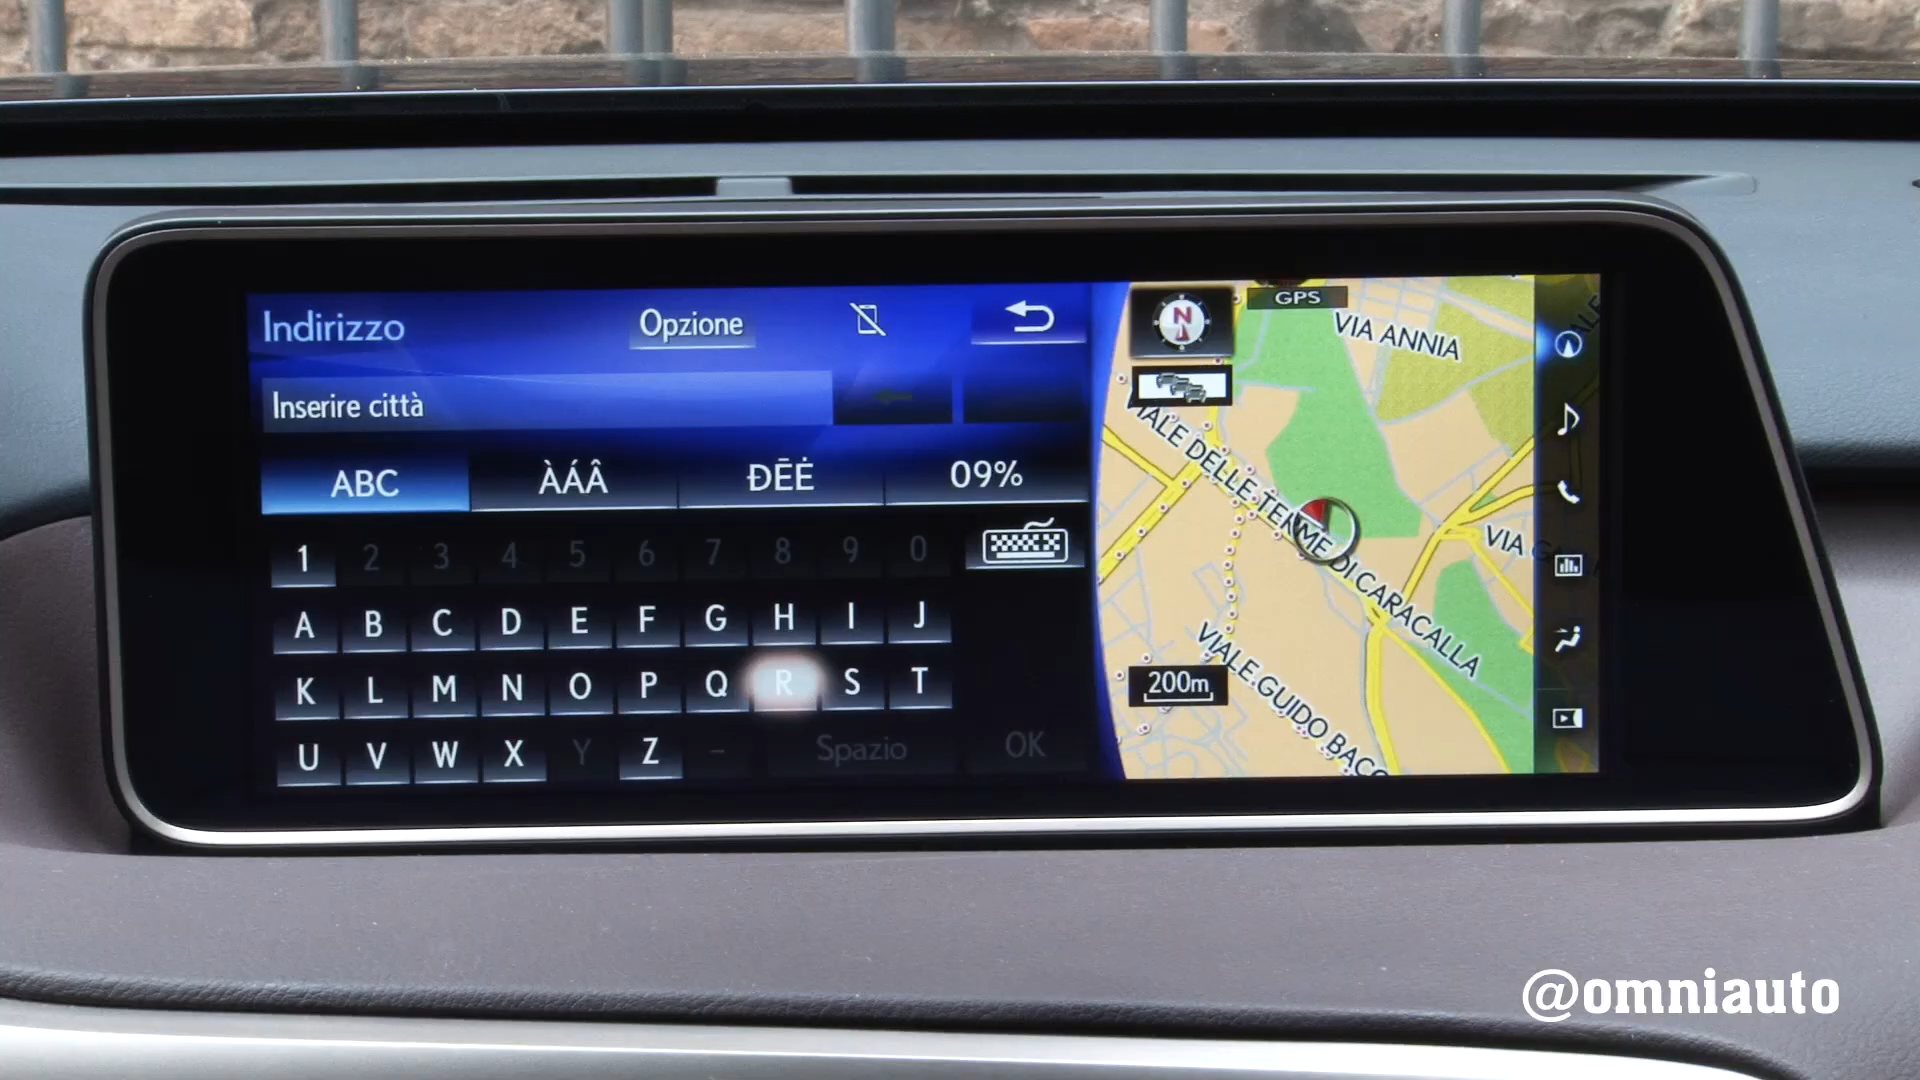 Indirizzo Opzione
Inserire città
ABC ÀÁÂ ĐĒĖ 09%
1 2 3 4 5 6 7 8 9 0
A B C D E F G H I J
K L M N O P Q R S T
U V W X Y Z - Spazio OK
N
GPS
VIA ANNIA
VIALE DELLE TERME DI CARACALLA
VIA
VIALE GUIDO BACC
200m
@omniauto